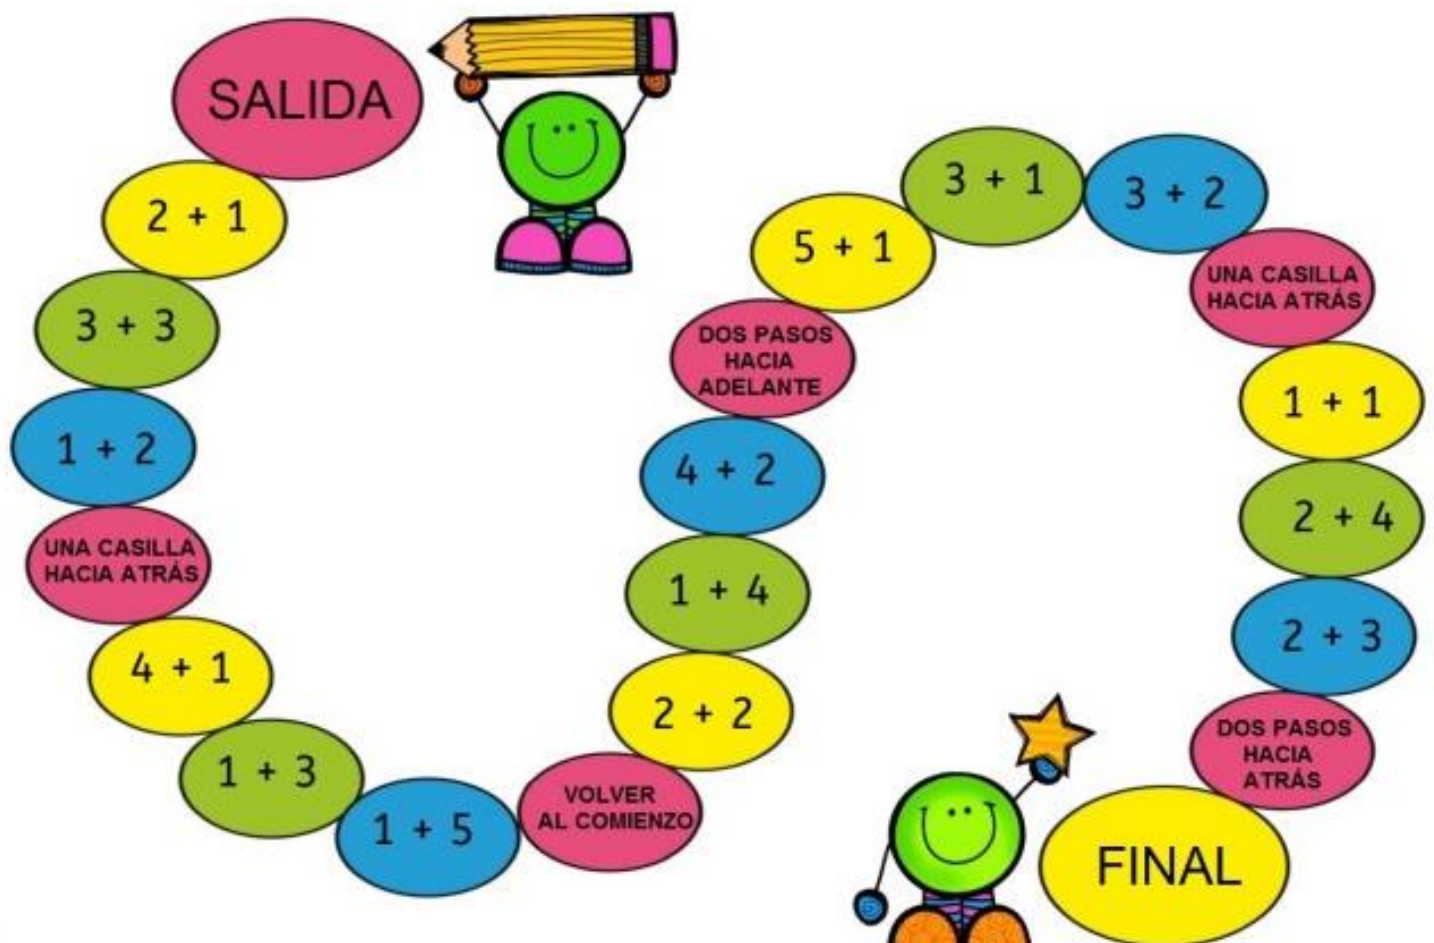 SALIDA
2 + 1
3 + 3
1 + 2
UNA CASILLA
HACIA ATRÁS
4 + 1
1 + 3
1 + 5
VOLVER
AL COMIENZO
2 + 2
1 + 4
4 + 2
DOS PASOS
HACIA
ADELANTE
5 + 1
3 + 1
3 + 2
UNA CASILLA
HACIA ATRÁS
1 + 1
2 + 4
2 + 3
DOS PASOS
HACIA
ATRÁS
FINAL